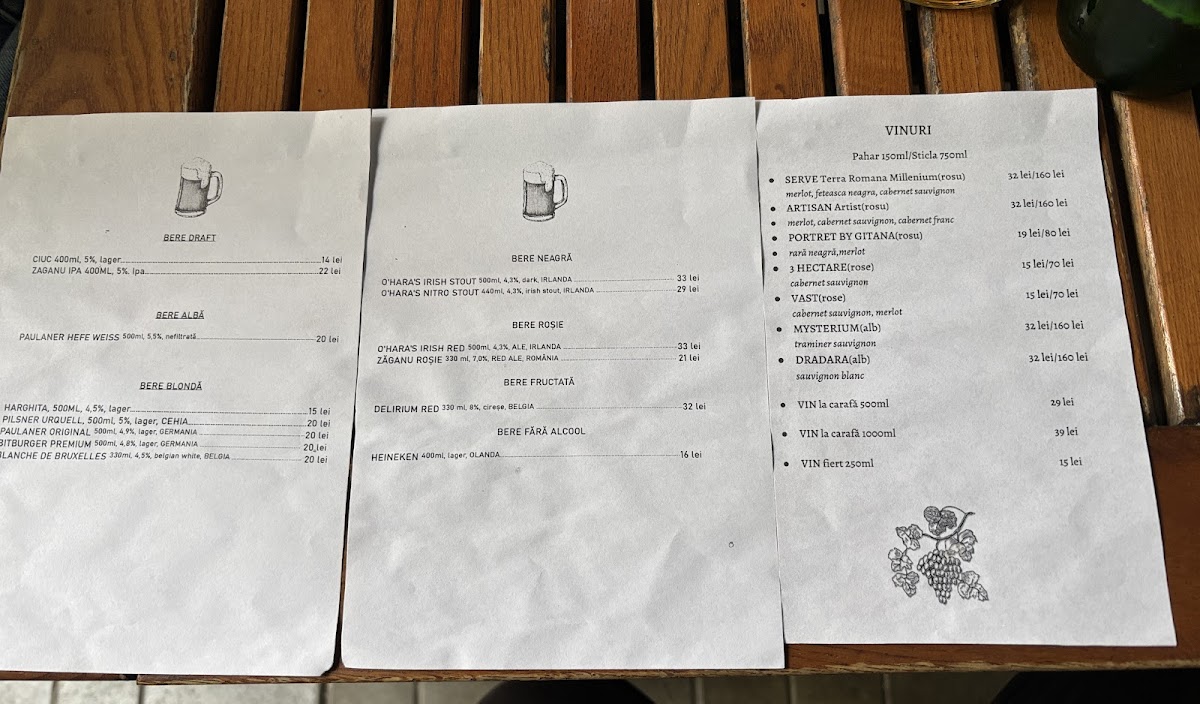 BERE DRAFT
CIUC 400ml, 5%, lager 14 lei
ZAGANU IPA 400ML, 5%. Ipa 22 lei
BERE ALBĂ
PAULANER HEFE WEISS 500ml, 5,5%, nefiltrată 20 lei
BERE BLONDĂ
HARGHITA, 500ML, 4,5%, lager 15 lei
PILSNER URQUELL, 500ml, 5%, lager, CEHIA 20 lei
PAULANER ORIGINAL 500ml, 4,9%, lager, GERMANIA 20 lei
BITBURGER PREMIUM 500ml, 4,8%, lager, GERMANIA 20,lei
LANCHE DE BRUXELLES 330ml, 4,5%, belgian white, BELGIA 20 lei
BERE NEAGRĂ
O'HARA'S IRISH STOUT 500ml, 4,3%, dark, IRLANDA 33 lei
O'HARA'S NITRO STOUT 440ml, 4,3%, irish stout, IRLANDA 29 lei
BERE ROȘIE
O'HARA'S IRISH RED 500ml, 4,3%, ALE, IRLANDA 33 lei
ZĂGANU ROȘIE 330 ml, 7,0%, RED ALE, ROMÂNIA 21 lei
BERE FRUCTATĂ
DELIRIUM RED 330 ml, 8%, cireșe, BELGIA 32 lei
BERE FĂRĂ ALCOOL
HEINEKEN 400ml, lager, OLANDA 16 lei
VINURI
Pahar 150ml/Sticla 750ml
SERVE Terra Romana Millenium(rosu) 32 lei/160 lei
merlot, feteasca neagra, cabernet sauvignon
ARTISAN Artist(rosu) 32 lei/160 lei
merlot, cabernet sauvignon, cabernet franc
PORTRET BY GITANA(rosu) 19 lei/80 lei
rară neagră,merlot
3 HECTARE(rose) 15 lei/70 lei
cabernet sauvignon
VAST(rose) 15 lei/70 lei
cabernet sauvignon, merlot
MYSTERIUM(alb) 32 lei/160 lei
traminer sauvignon
DRADARA(alb) 32 lei/160 lei
sauvignon blanc
VIN la carafă 500ml 29 lei
VIN la carafă 1000ml 39 lei
VIN fiert 250ml 15 lei